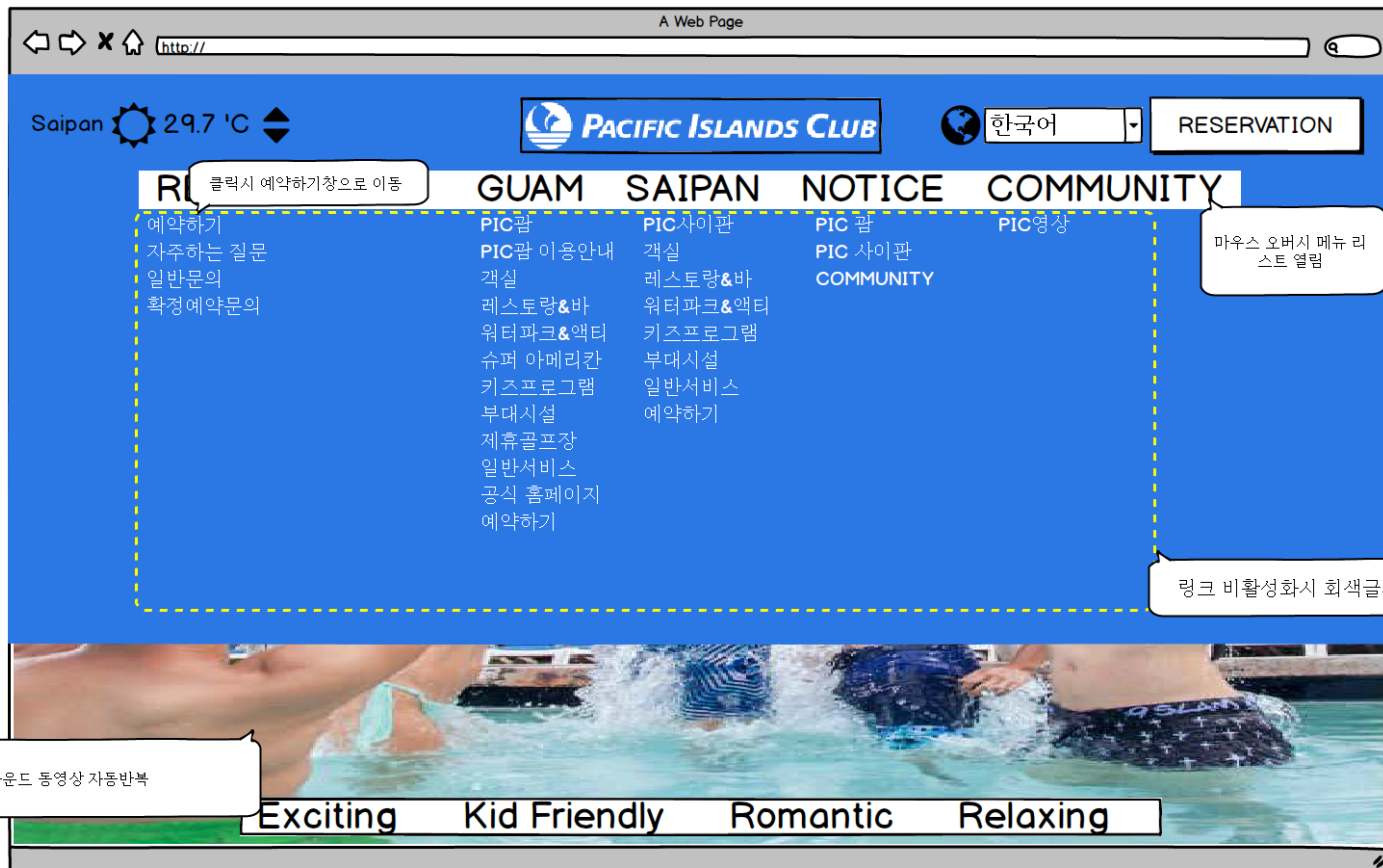 A Web Page
http://
Saipan 29.7 'C
PACIFIC ISLANDS CLUB
한국어
RESERVATION
클릭시 예약하기창으로 이동
GUAM SAIPAN NOTICE COMMUNITY
마우스 오버시 메뉴 리
스트 열림
예약하기
자주하는 질문
일반문의
확정예약문의
PIC괌
PIC괌 이용안내
객실
레스토랑&바
워터파크&액티
슈퍼 아메리칸
키즈프로그램
부대시설
제휴골프장
일반서비스
공식 홈페이지
예약하기
PIC사이판
객실
레스토랑&바
워터파크&액티
키즈프로그램
부대시설
일반서비스
예약하기
PIC 괌
PIC 사이판
COMMUNITY
PIC영상
링크 비활성화시 회색글
동영상 자동반복
Exciting Kid Friendly Romantic Relaxing